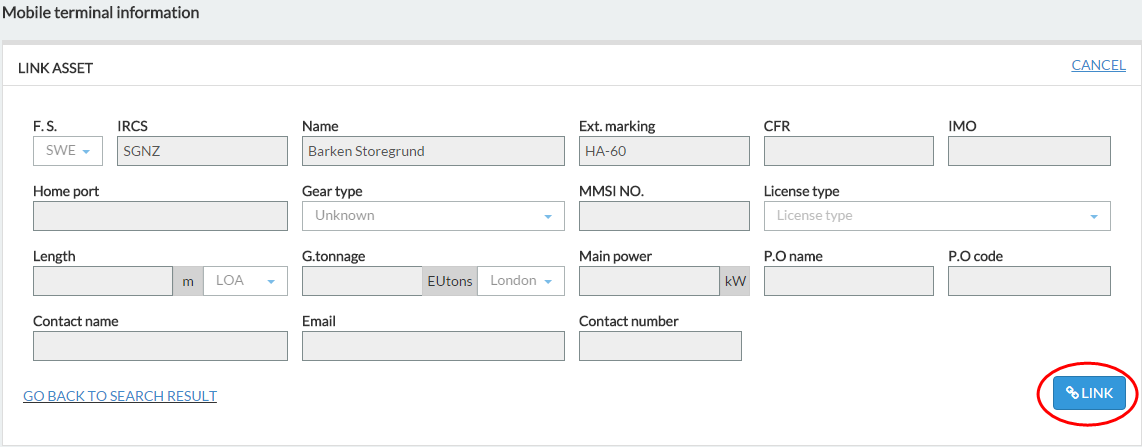 Mobile terminal information
LINK ASSET
CANCEL
F. S. IRCS Name Ext. marking CFR IMO
SWE SGNZ Barken Storegrund HA-60
Home port Gear type MMSI NO. License type
Unknown License type
Length G.tonnage Main power P.O name P.O code
m LOA EUtons London kW
Contact name Email Contact number
GO BACK TO SEARCH RESULT
LINK